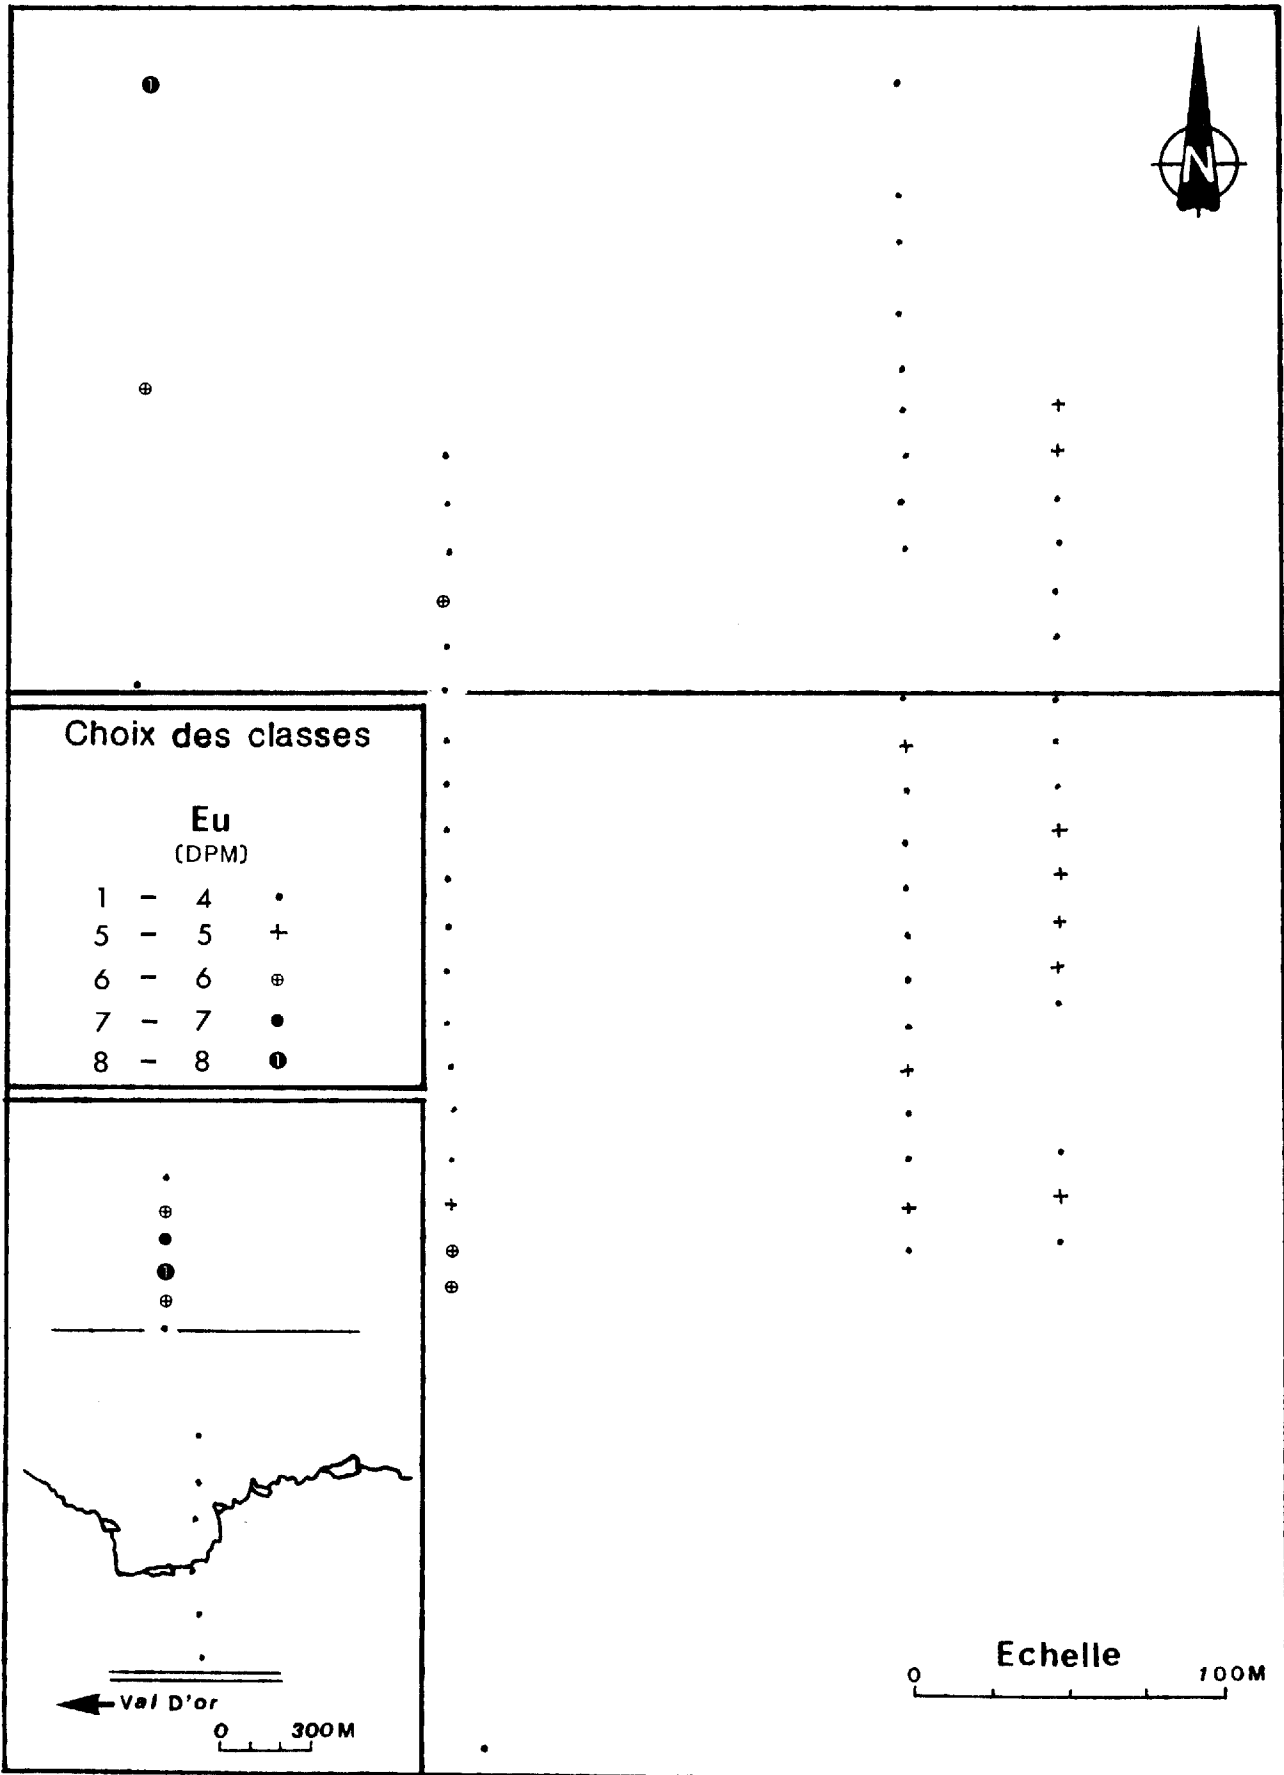 N
Choix des classes
Eu
(DPM)
1 - 4
5 - 5
6 - 6
7 - 7
8 - 8
Val D'or
0 300M
Echelle
0 100M